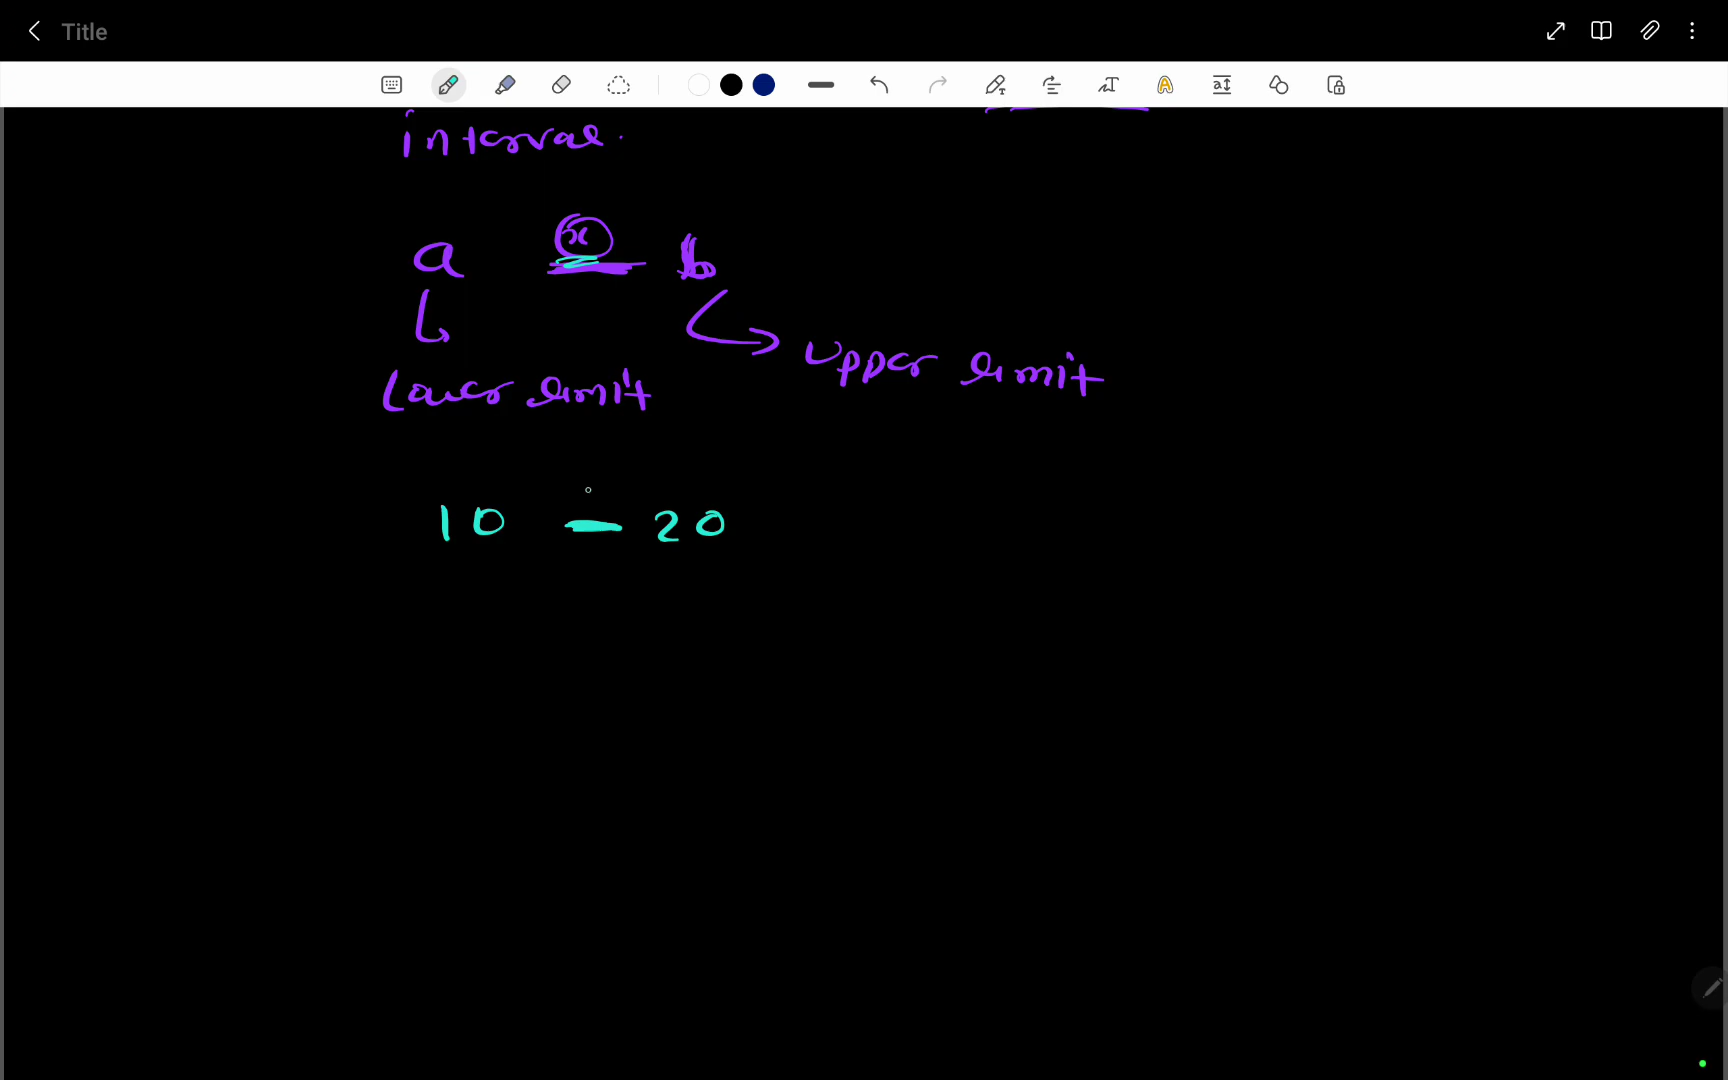 Title
interval.
a x b
Upper limit
Lower limit
10 - 20